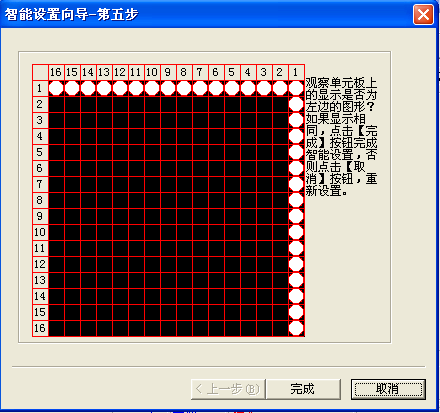 智能设置向导-第五步
16 15 14 13 12 11 10 9 8 7 6 5 4 3 2 1
1
2
3
4
5
6
7
8
9
10
11
12
13
14
15
16
观察单元板上
的显示是否为
左边的图形？
如果显示相
同，点击【完
成】按钮完成
智能设置，否
则点击【取
消】按钮，重
新设置。
< 上一步(B)
完成
取消